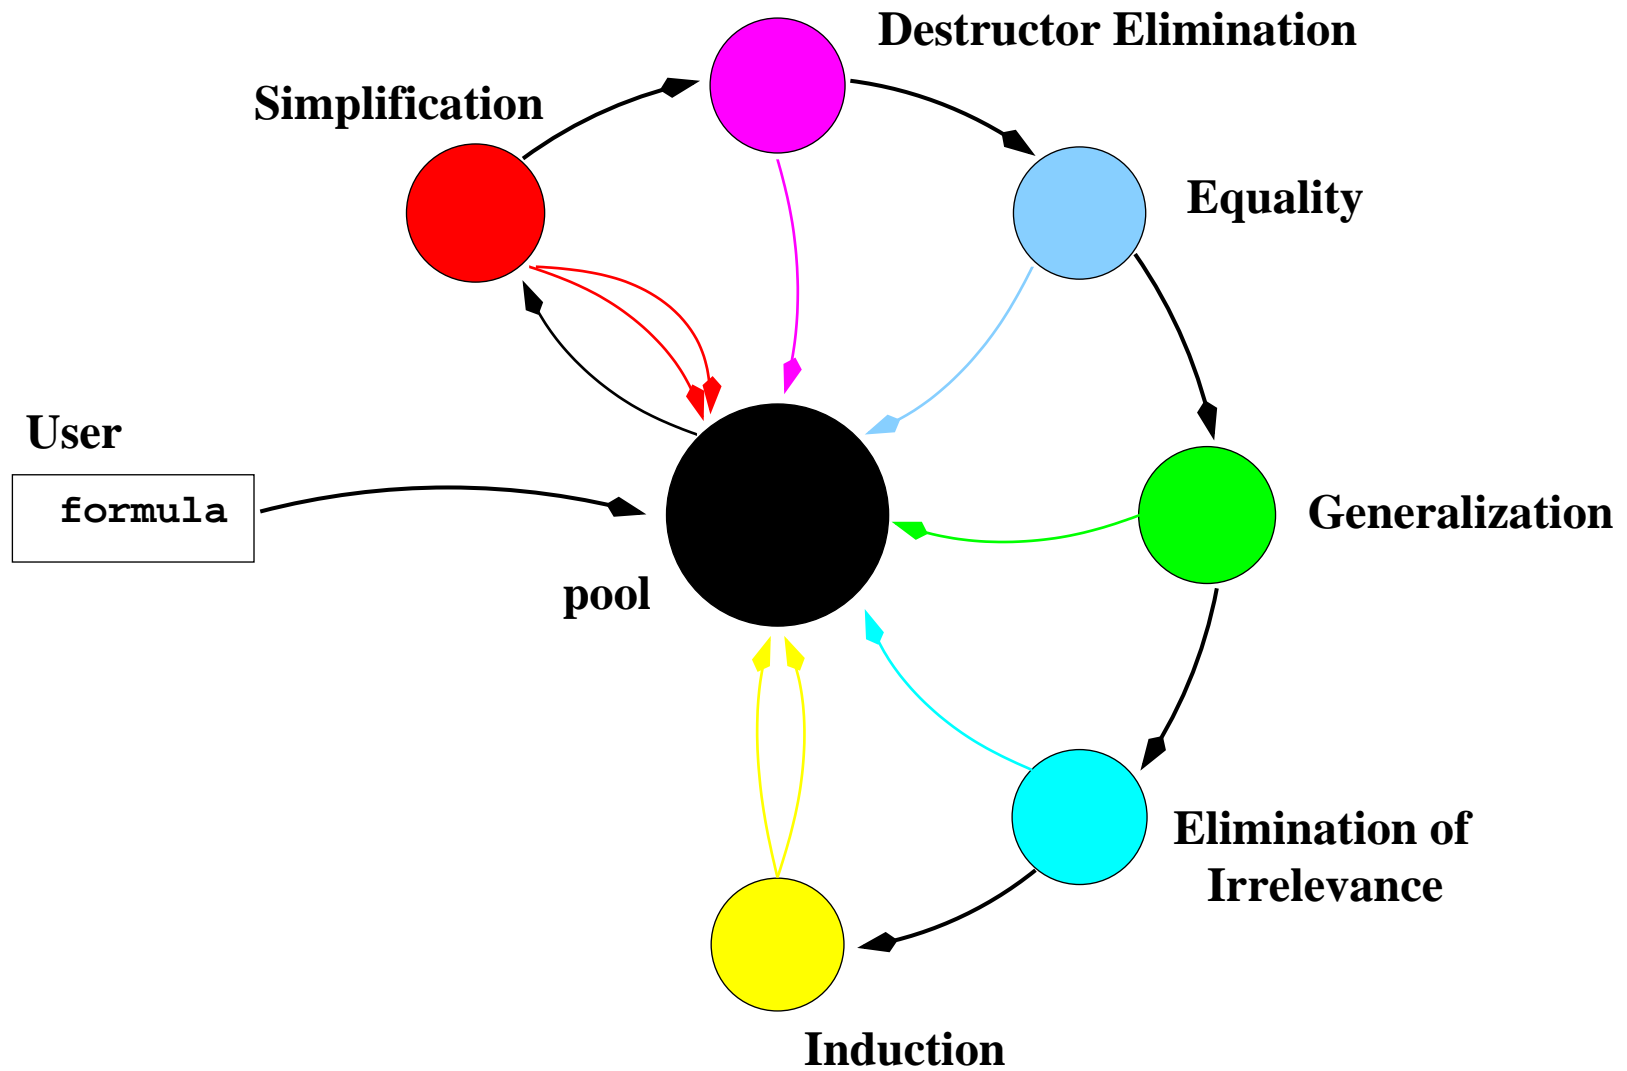 Destructor Elimination
Simplification
Equality
User
formula
Generalization
pool
Elimination of
Irrelevance
Induction